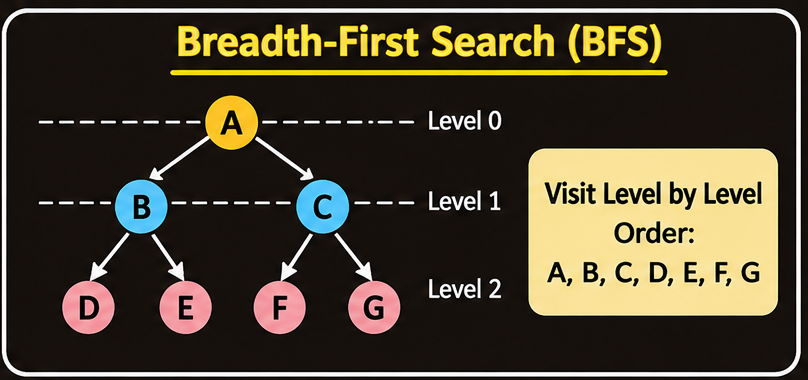 Breadth-First Search (BFS)
A
Level 0
B
C
Level 1
D
E
F
G
Level 2
Visit Level by Level
Order:
A, B, C, D, E, F, G